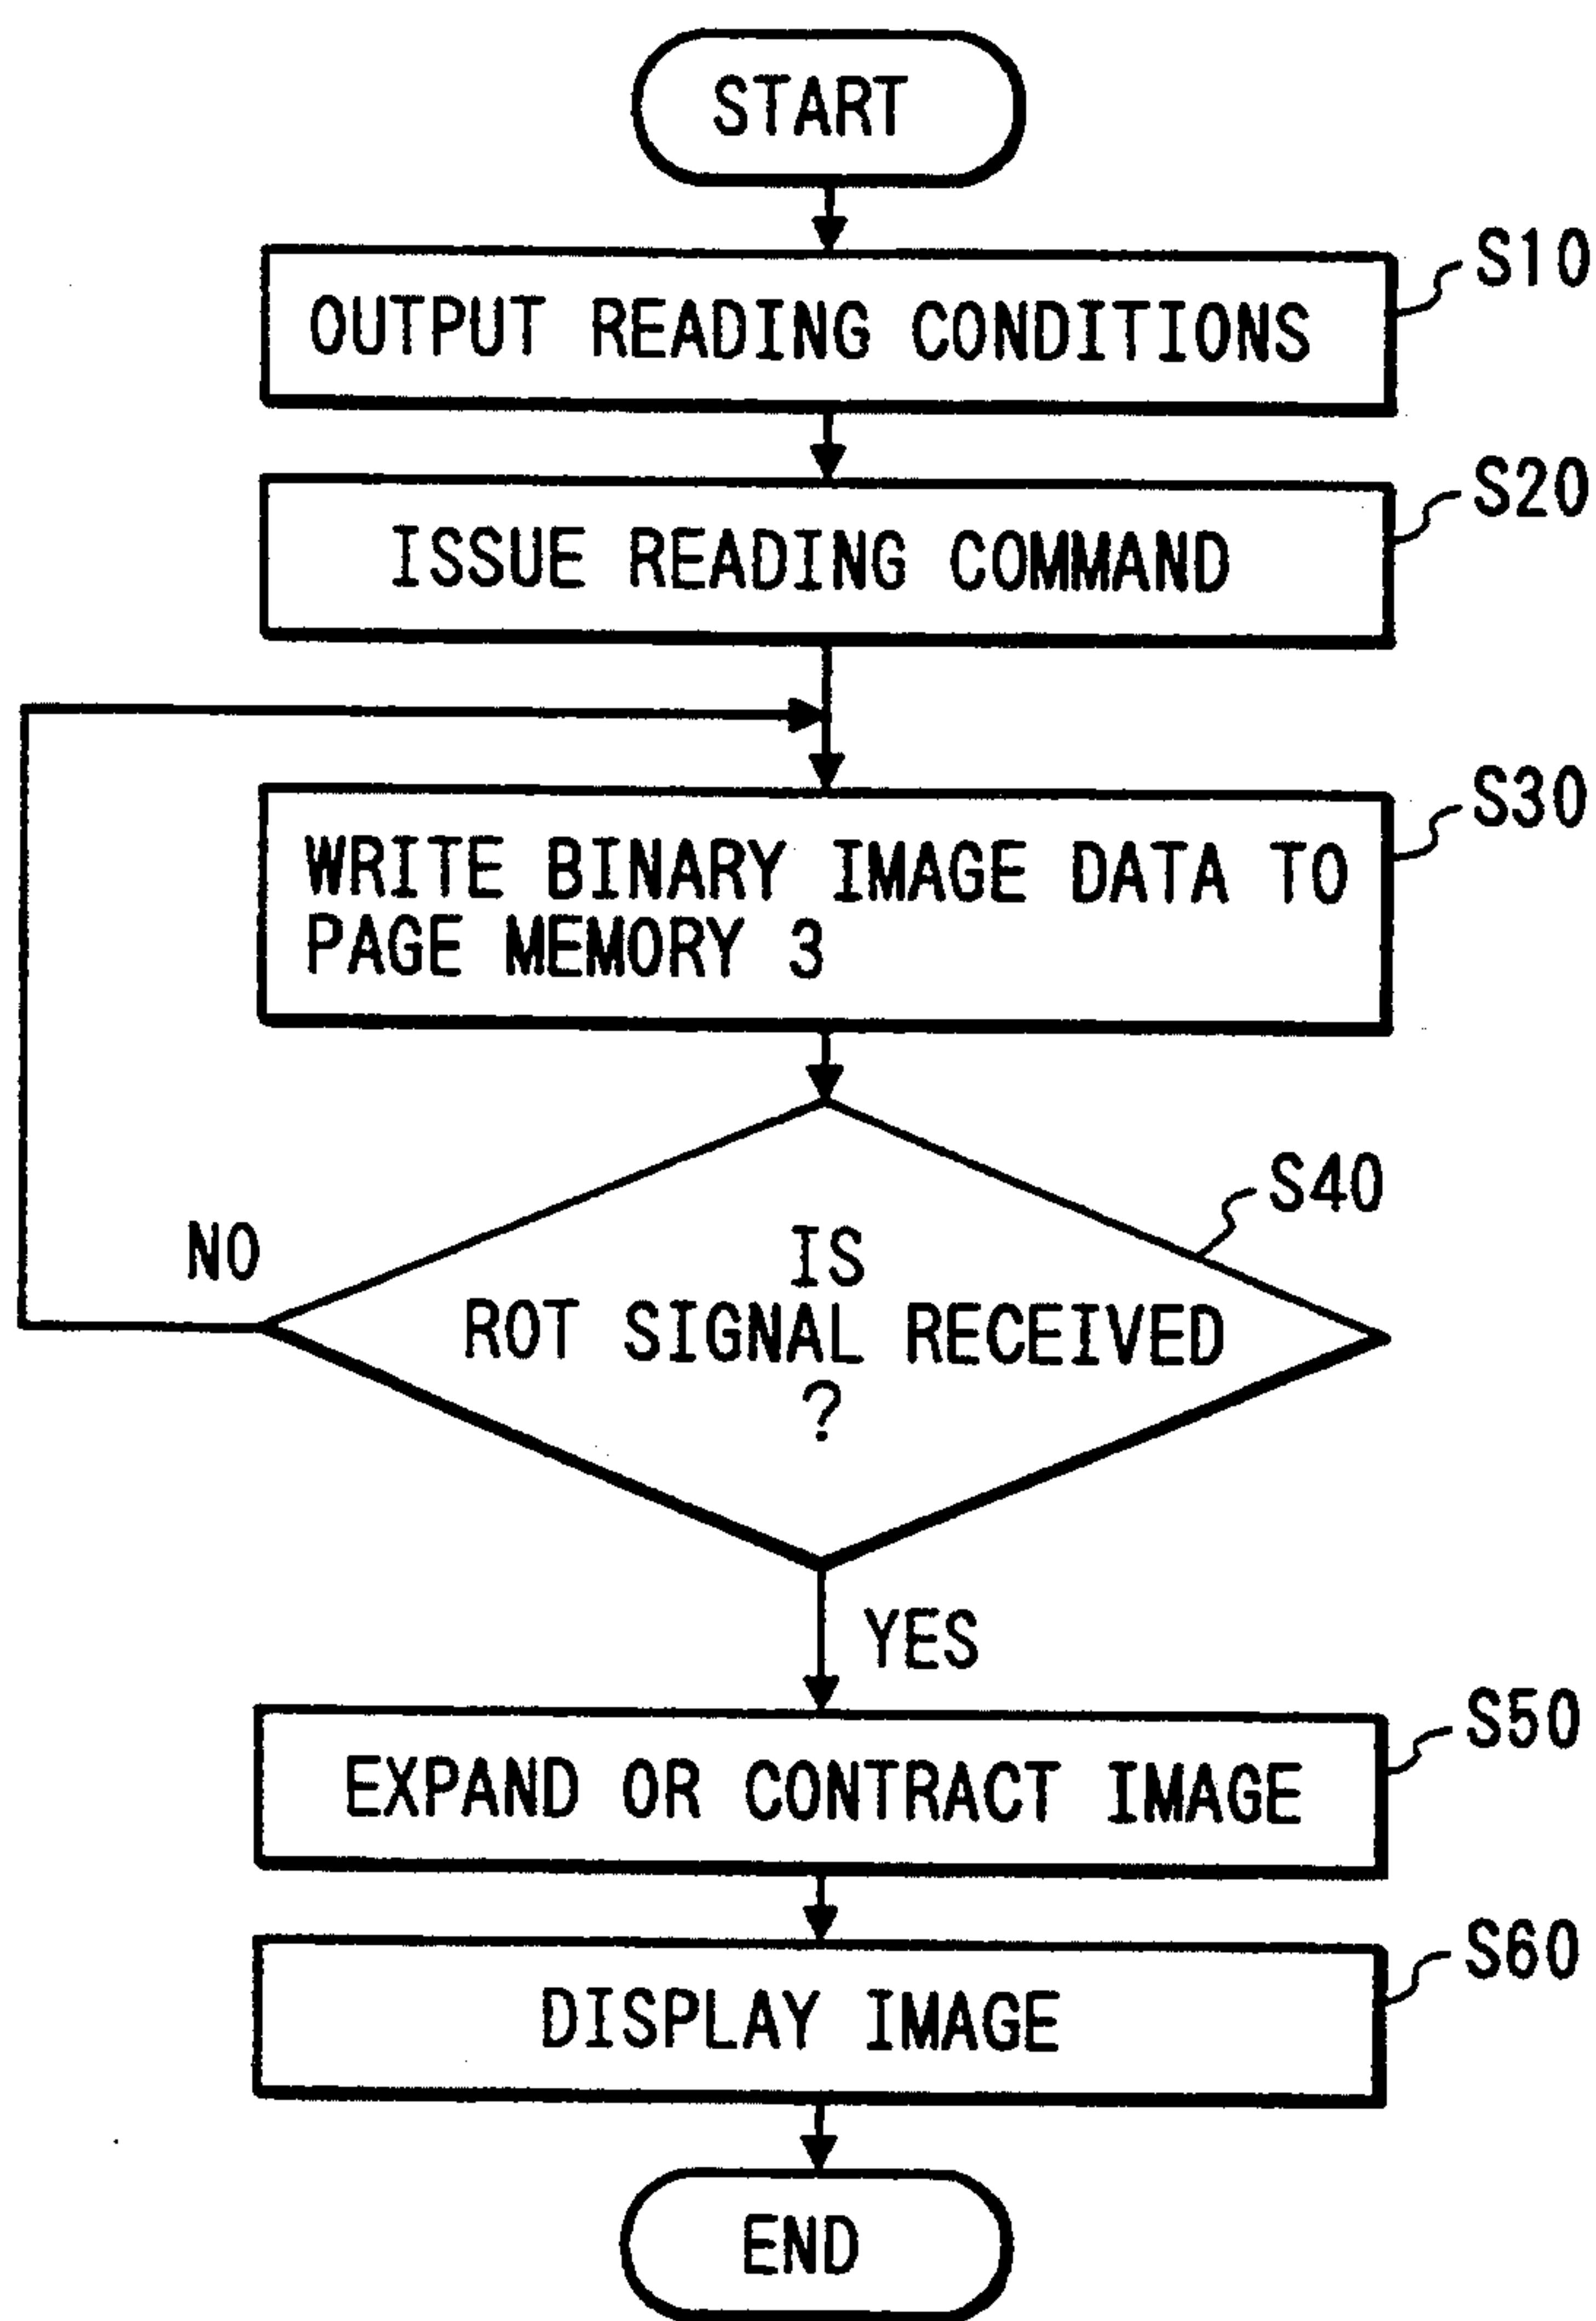 START
S10
OUTPUT READING CONDITIONS
S20
ISSUE READING COMMAND
S30
WRITE BINARY IMAGE DATA TO
PAGE MEMORY 3
S40
NO
IS
ROT SIGNAL RECEIVED
?
YES
S50
EXPAND OR CONTRACT IMAGE
S60
DISPLAY IMAGE
END